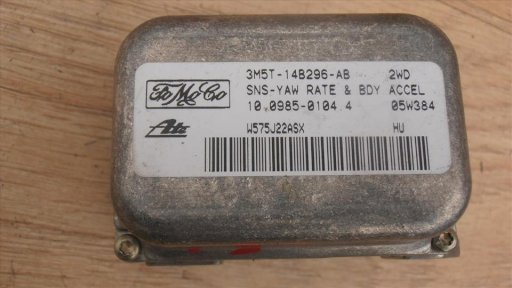 FoMoCo
3M5T-14B296-AB 2WD
SNS-YAW RATE & BDY ACCEL
10.0985-0104.4 05W384
Ate
W575J22ASX HU